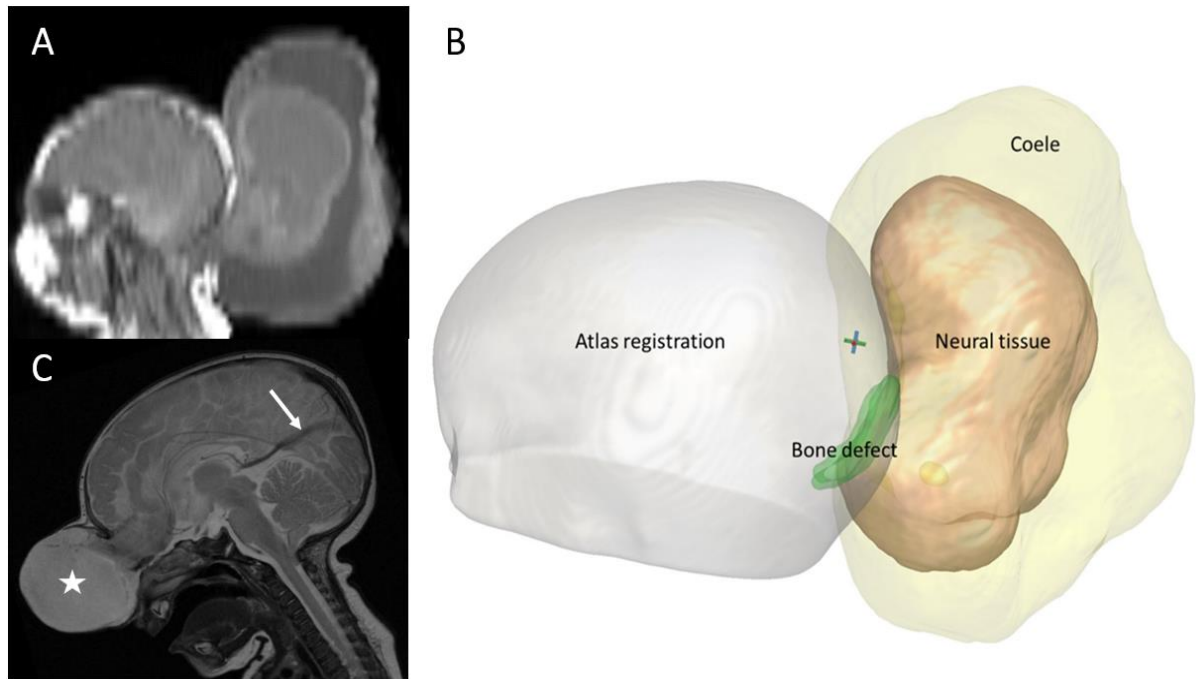 A
B
Coele
Atlas registration
Neural tissue
Bone defect
C